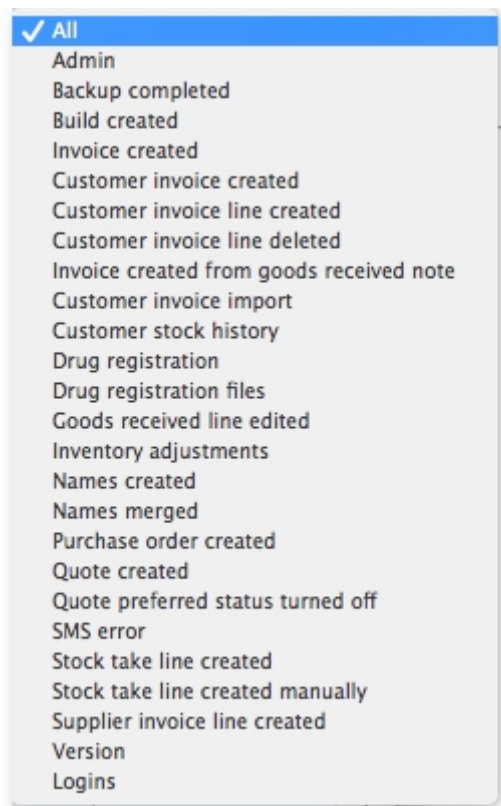 All
Admin
Backup completed
Build created
Invoice created
Customer invoice created
Customer invoice line created
Customer invoice line deleted
Invoice created from goods received note
Customer invoice import
Customer stock history
Drug registration
Drug registration files
Goods received line edited
Inventory adjustments
Names created
Names merged
Purchase order created
Quote created
Quote preferred status turned off
SMS error
Stock take line created
Stock take line created manually
Supplier invoice line created
Version
Logins